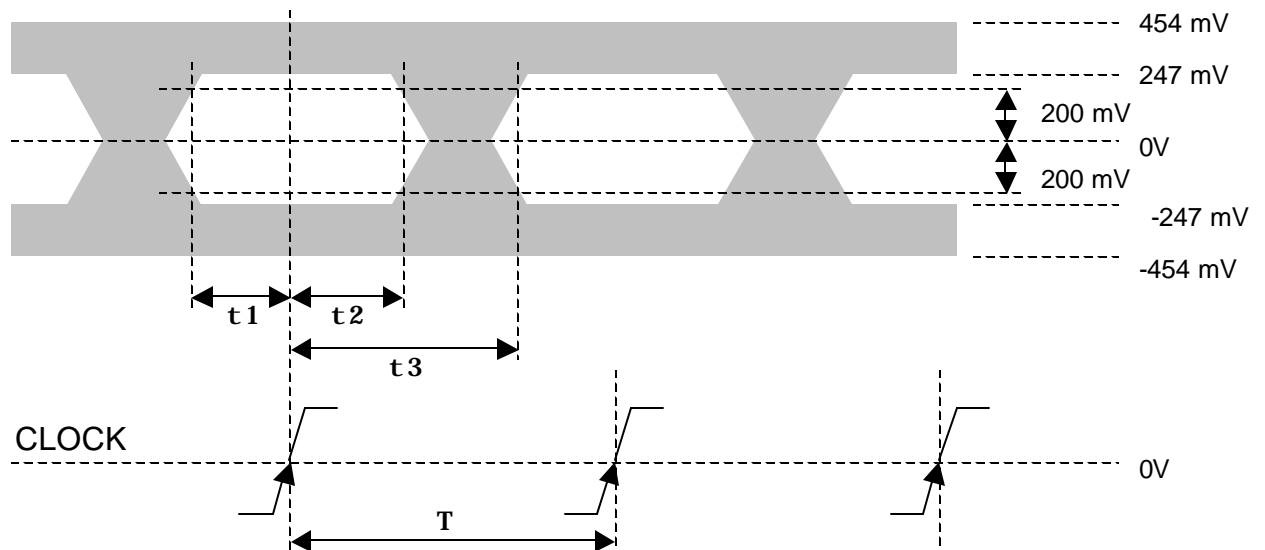 454 mV
247 mV
200 mV
0V
200 mV
-247 mV
-454 mV
t1
t2
t3
CLOCK
0V
T